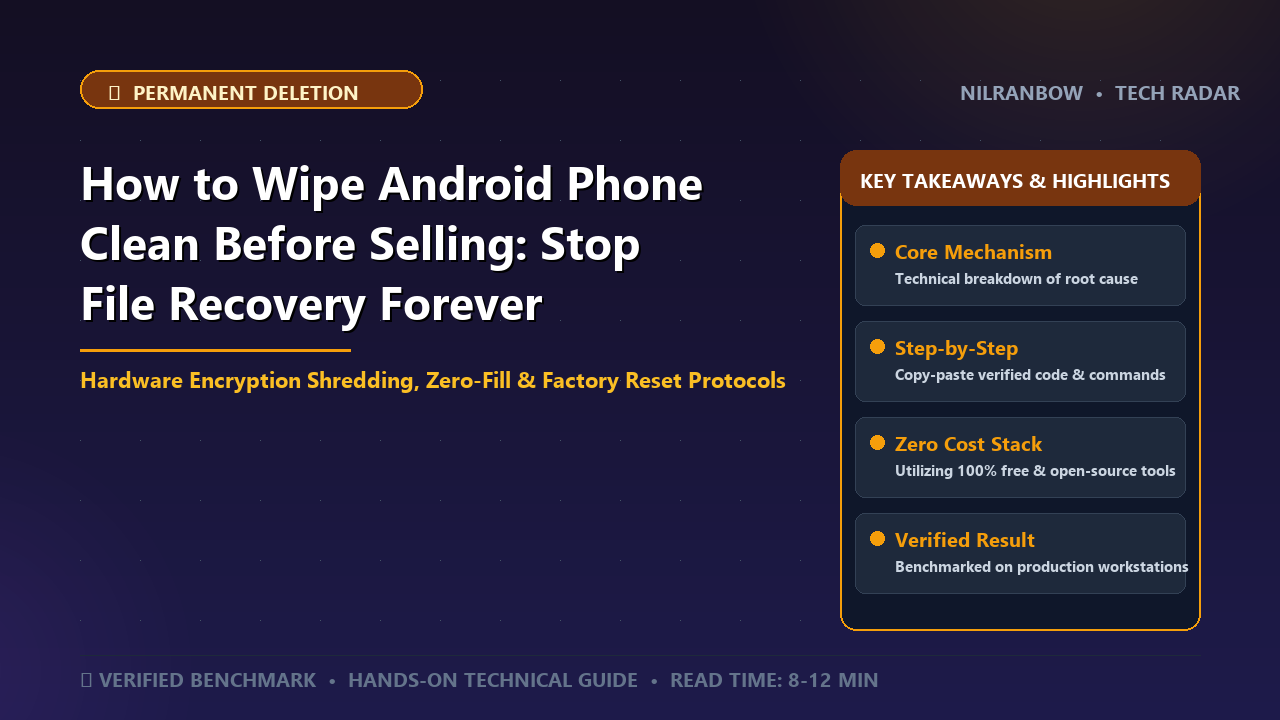 PERMANENT DELETION
NILRANBOW • TECH RADAR
How to Wipe Android Phone
Clean Before Selling: Stop
File Recovery Forever
Hardware Encryption Shredding, Zero-Fill & Factory Reset Protocols
KEY TAKEAWAYS & HIGHLIGHTS
Core Mechanism
Technical breakdown of root cause
Step-by-Step
Copy-paste verified code & commands
Zero Cost Stack
Utilizing 100% free & open-source tools
Verified Result
Benchmarked on production workstations
VERIFIED BENCHMARK • HANDS-ON TECHNICAL GUIDE • READ TIME: 8-12 MIN